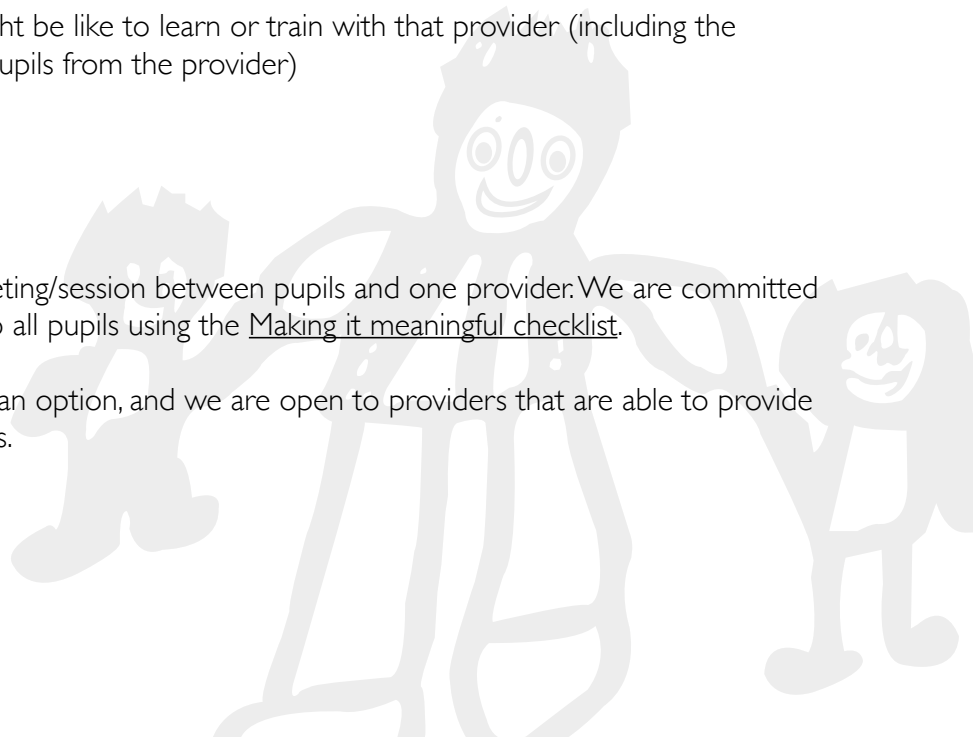 ht be like to learn or train with that provider (including the
upils from the provider)
eting/session between pupils and one provider. We are committed
o all pupils using the Making it meaningful checklist.
an option, and we are open to providers that are able to provide
s.